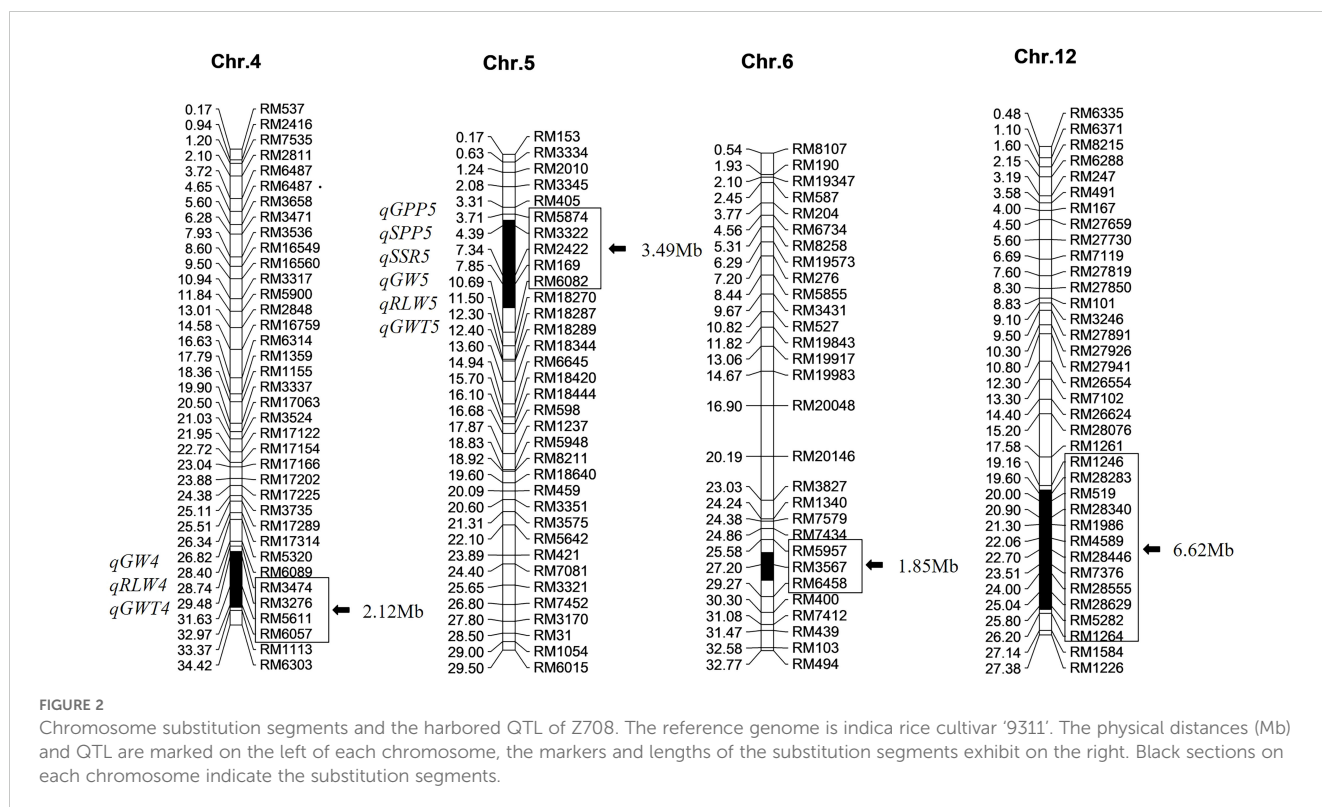 Chr.4
0.17 RM537
0.94 RM2416
1.20 RM7535
2.10 RM2811
3.72 RM6487
4.65 RM6487
5.60 RM3658
6.28 RM3471
7.93 RM3536
8.60 RM16549
9.50 RM16560
10.94 RM3317
11.84 RM5900
13.01 RM2848
14.58 RM16759
16.63 RM6314
17.79 RM1359
18.36 RM1155
19.90 RM3337
20.50 RM17063
21.03 RM3524
21.95 RM17122
22.72 RM17154
23.04 RM17166
23.88 RM17202
24.38 RM17225
25.11 RM3735
25.51 RM17289
26.34 RM17314
26.82 RM5320
28.40 RM6089
28.74 RM3474
29.48 RM3276
31.63 RM5611
32.97 RM6057
33.37 RM1113
34.42 RM6303
qGW4
qRLW4
qGWT4
2.12Mb
Chr.5
0.17 RM153
0.63 RM3334
1.24 RM2010
2.08 RM3345
3.31 RM405
3.71 RM5874
4.39 RM3322
7.34 RM2422
7.85 RM169
10.69 RM6082
11.50 RM18270
12.30 RM18287
12.40 RM18289
13.60 RM18344
14.94 RM6645
15.70 RM18420
16.10 RM18444
16.68 RM598
17.87 RM1237
18.83 RM5948
18.92 RM8211
19.60 RM18640
20.09 RM459
20.60 RM3351
21.31 RM3575
22.10 RM5642
23.89 RM421
24.40 RM7081
25.65 RM3321
26.80 RM7452
27.80 RM3170
28.50 RM31
29.00 RM1054
29.50 RM6015
qGPP5
qSPP5
qSSR5
qGW5
qRLW5
qGWT5
3.49Mb
Chr.6
0.54 RM8107
1.93 RM190
2.10 RM19347
2.45 RM587
3.77 RM204
4.56 RM6734
5.31 RM8258
6.29 RM19573
7.20 RM276
8.44 RM5855
9.67 RM3431
10.82 RM527
11.82 RM19843
13.06 RM19917
14.67 RM19983
16.90 RM20048
20.19 RM20146
23.03 RM3827
24.24 RM1340
24.38 RM7579
24.86 RM7434
25.58 RM5957
27.20 RM3567
29.27 RM6458
30.30 RM400
31.08 RM7412
31.47 RM439
32.58 RM103
32.77 RM494
1.85Mb
Chr.12
0.48 RM6335
1.10 RM6371
1.60 RM8215
2.15 RM6288
3.19 RM247
3.58 RM491
4.00 RM167
4.50 RM27659
5.60 RM27730
6.69 RM7119
7.60 RM27819
8.30 RM27850
8.83 RM101
9.10 RM3246
9.50 RM27891
10.30 RM27926
10.80 RM27941
12.30 RM26554
13.30 RM7102
14.40 RM26624
15.20 RM28076
17.58 RM1261
19.16 RM1246
19.60 RM28283
20.00 RM519
20.90 RM28340
21.30 RM1986
22.06 RM4589
22.70 RM28446
23.51 RM7376
24.00 RM28555
25.04 RM28629
25.80 RM5282
26.20 RM1264
27.14 RM1584
27.38 RM1226
6.62Mb
FIGURE 2
Chromosome substitution segments and the harbored QTL of Z708. The reference genome is indica rice cultivar '9311'. The physical distances (Mb)
and QTL are marked on the left of each chromosome, the markers and lengths of the substitution segments exhibit on the right. Black sections on
each chromosome indicate the substitution segments.